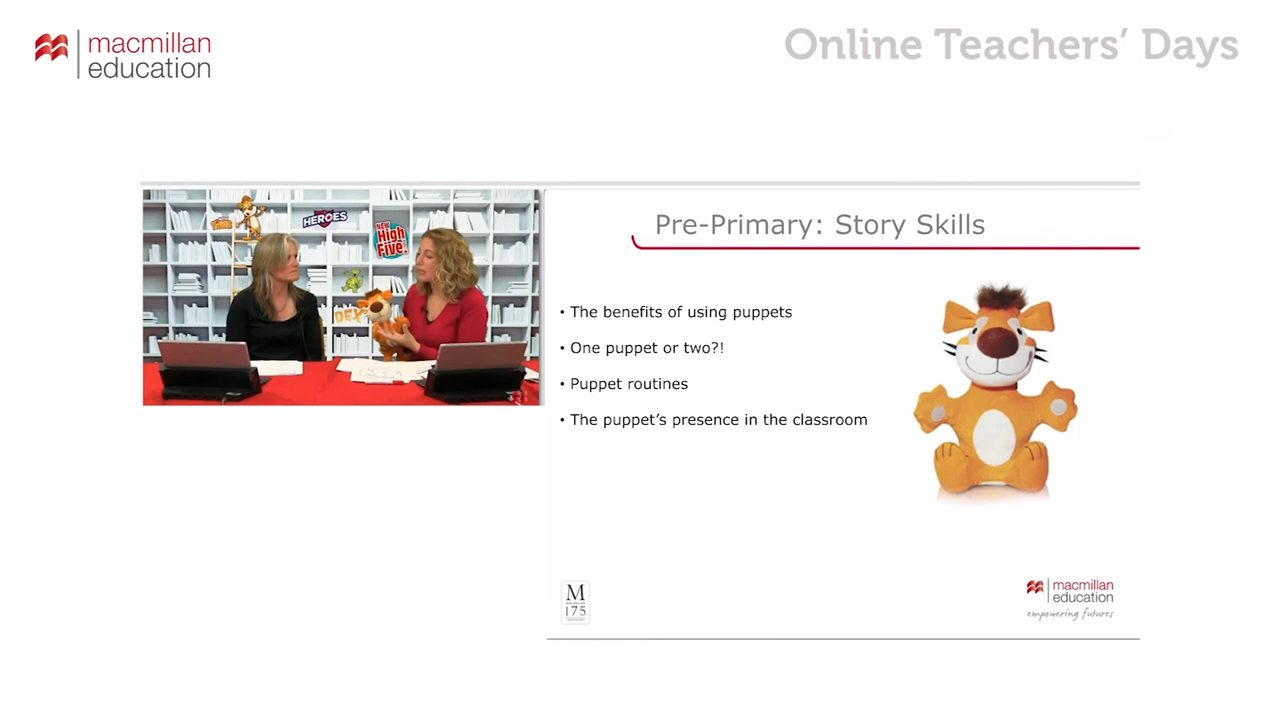 macmillan
education
Online Teachers’ Days
HEROES
NEW
High
Five!
DEX
Pre-Primary: Story Skills
• The benefits of using puppets
• One puppet or two?!
• Puppet routines
• The puppet’s presence in the classroom
M
175
macmillan
education
empowering futures